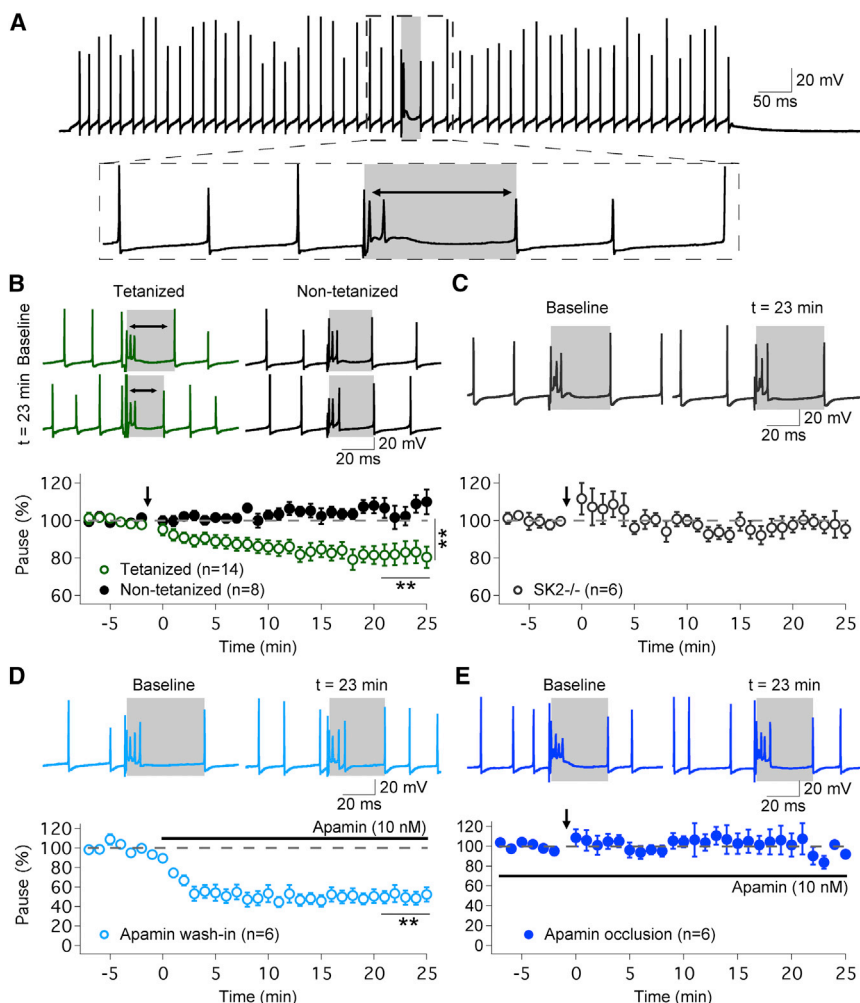 A
20 mV
50 ms
B
Tetanized
Non-tetanized
Baseline
t = 23 min
20 mV
20 ms
Pause (%)
120
100
80
60
**
**
Tetanized (n=14)
Non-tetanized (n=8)
-5 0 5 10 15 20 25
Time (min)
C
Baseline
t = 23 min
20 mV
20 ms
Pause (%)
120
100
80
60
SK2-/- (n=6)
-5 0 5 10 15 20 25
Time (min)
D
Baseline
t = 23 min
20 mV
20 ms
Apamin (10 nM)
Pause (%)
120
100
80
60
40
20
0
**
Apamin wash-in (n=6)
-5 0 5 10 15 20 25
Time (min)
E
Baseline
t = 23 min
20 mV
20 ms
Pause (%)
120
100
80
60
40
20
0
Apamin (10 nM)
Apamin occlusion (n=6)
-5 0 5 10 15 20 25
Time (min)